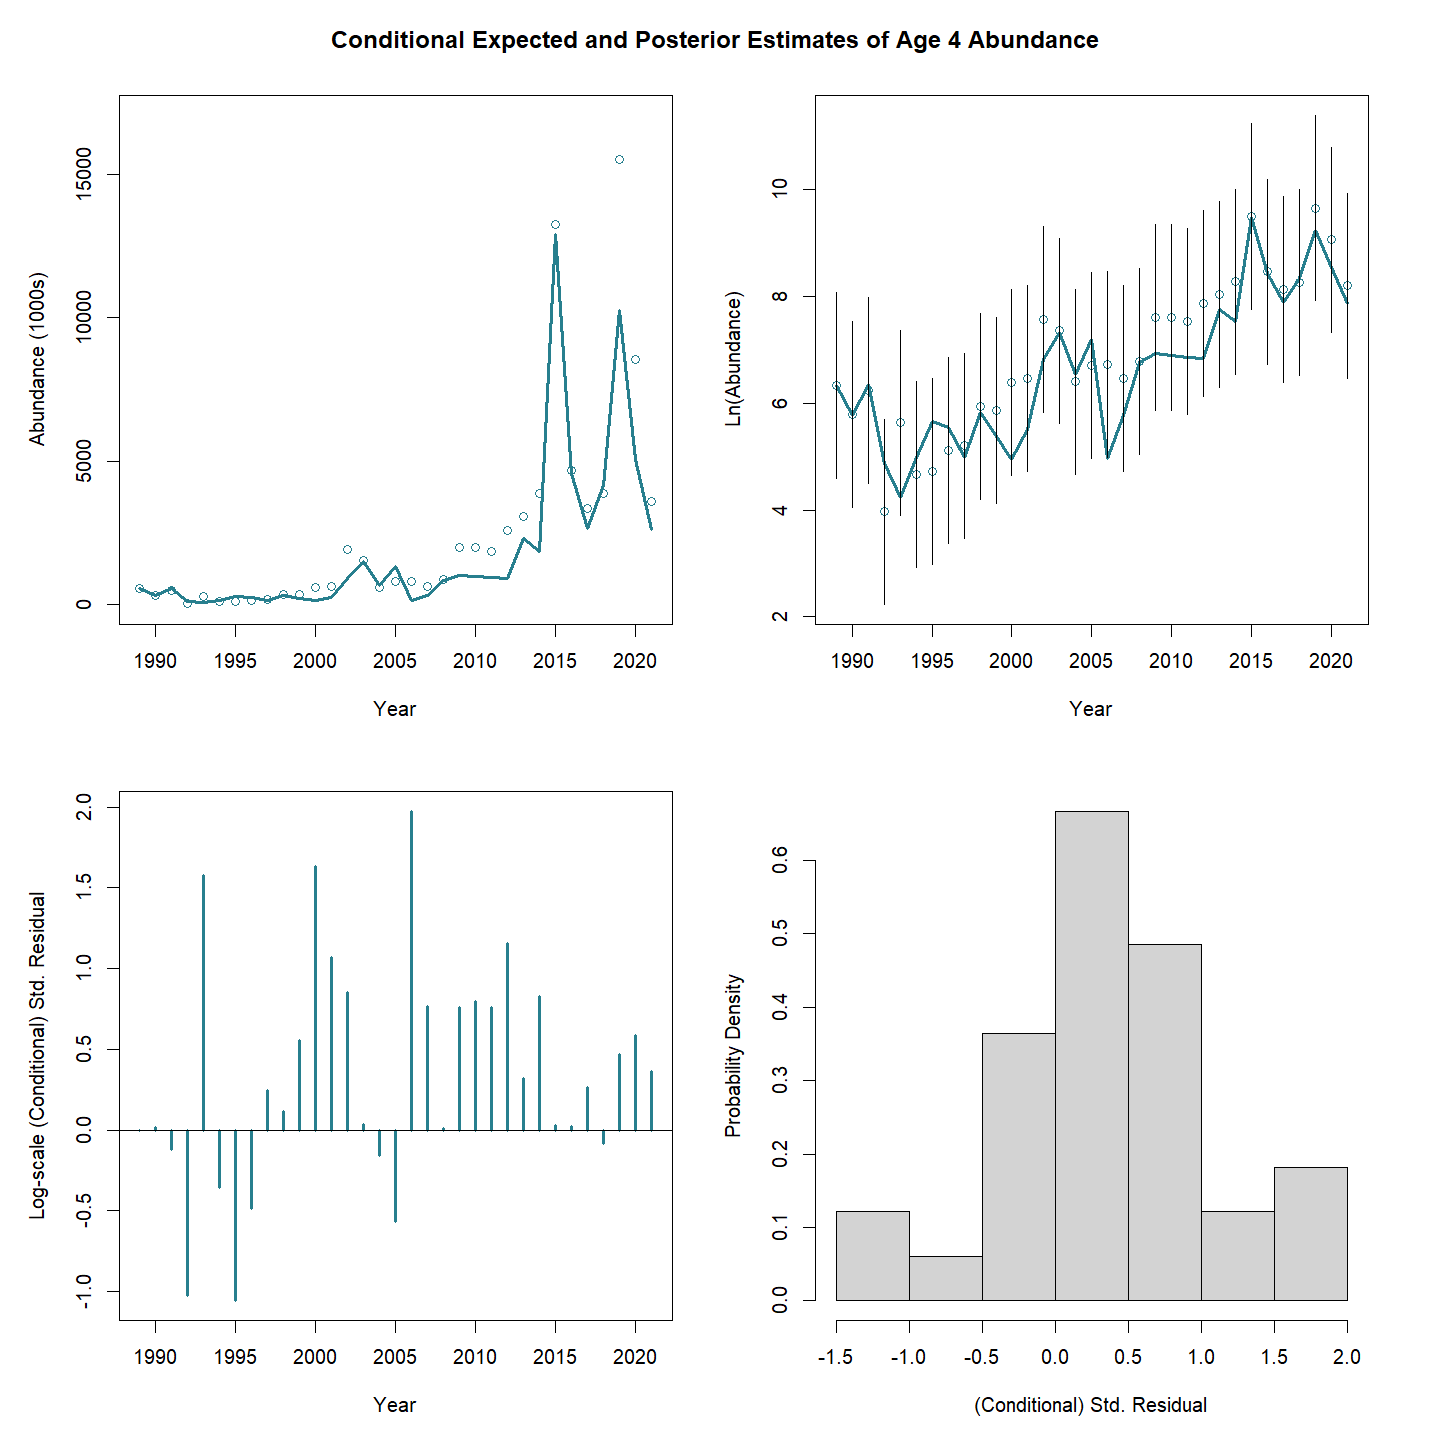 Conditional Expected and Posterior Estimates of Age 4 Abundance
Abundance (1000s)
15000
10000
5000
0
1990 1995 2000 2005 2010 2015 2020
Year
Ln(Abundance)
10
8
6
4
2
1990 1995 2000 2005 2010 2015 2020
Year
Log-scale (Conditional) Std. Residual
2.0
1.5
1.0
0.5
0.0
-0.5
-1.0
1990 1995 2000 2005 2010 2015 2020
Year
Probability Density
0.6
0.5
0.4
0.3
0.2
0.1
0.0
-1.5 -1.0 -0.5 0.0 0.5 1.0 1.5 2.0
(Conditional) Std. Residual